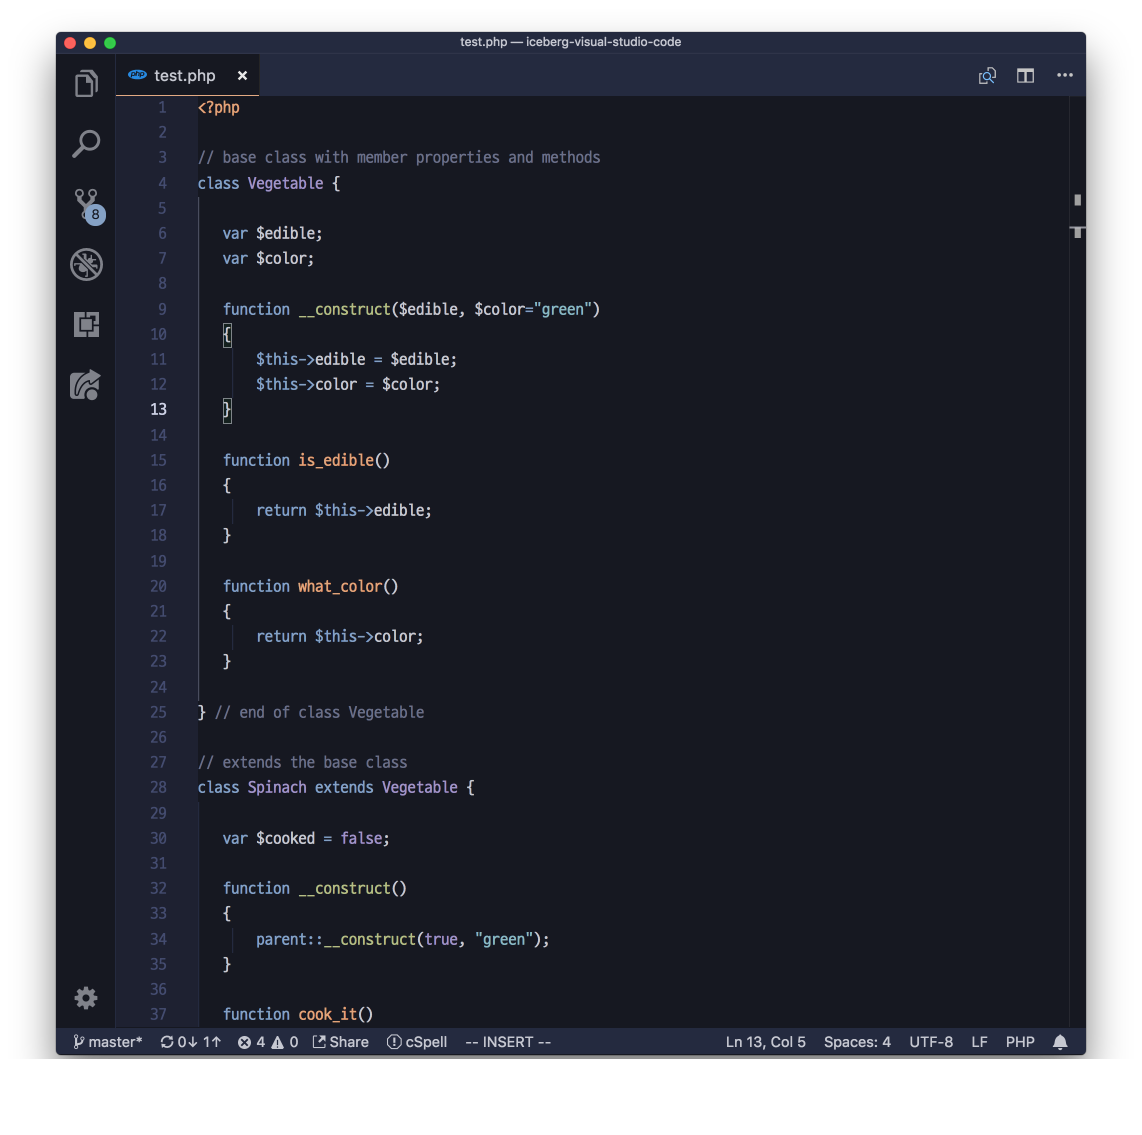 test.php — iceberg-visual-studio-code
php test.php ×
1 <?php
2
3 // base class with member properties and methods
4 class Vegetable {
5
6     var $edible;
7     var $color;
8
9     function __construct($edible, $color="green")
10     {
11         $this->edible = $edible;
12         $this->color = $color;
13     }
14
15     function is_edible()
16     {
17         return $this->edible;
18     }
19
20     function what_color()
21     {
22         return $this->color;
23     }
24
25 } // end of class Vegetable
26
27 // extends the base class
28 class Spinach extends Vegetable {
29
30     var $cooked = false;
31
32     function __construct()
33     {
34         parent::__construct(true, "green");
35     }
36
37     function cook_it()
8
master* 0↓ 1↑ 4 0 Share cSpell -- INSERT -- Ln 13, Col 5 Spaces: 4 UTF-8 LF PHP